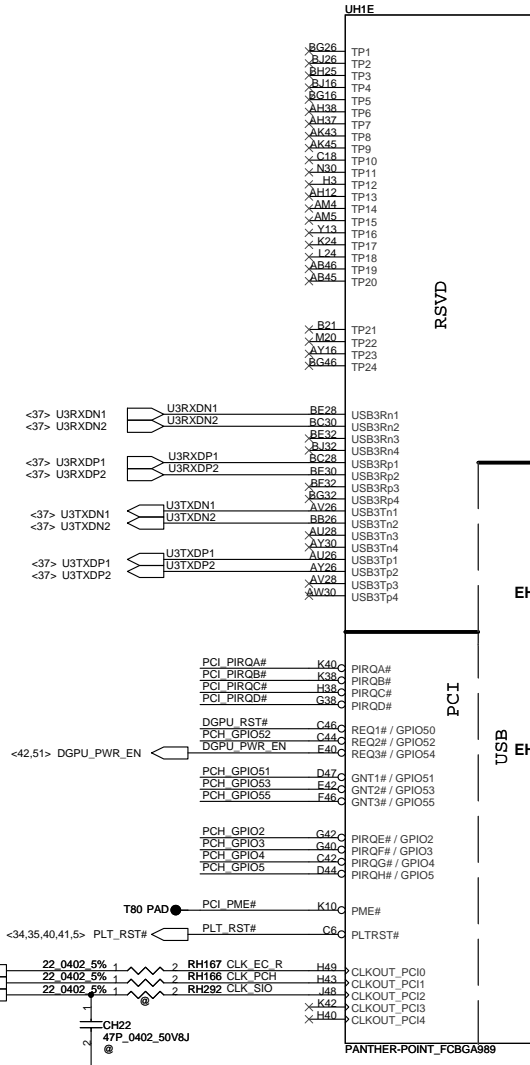 UH1E
BG26 TP1
BJ26 TP2
BH25 TP3
BJ16 TP4
BG16 TP5
AH38 TP6
AH37 TP7
AK43 TP8
AK45 TP9
C18 TP10
N30 TP11
H3 TP12
AH12 TP13
AM4 TP14
AM5 TP15
Y13 TP16
K24 TP17
L24 TP18
AB46 TP19
AB45 TP20
RSVD
B21 TP21
M20 TP22
AY16 TP23
BG46 TP24
<37> U3RXDN1 U3RXDN1 BE28 USB3Rn1
<37> U3RXDN2 U3RXDN2 BC30 USB3Rn2
BE32 USB3Rn3
BJ32 USB3Rn4
<37> U3RXDP1 U3RXDP1 BC28 USB3Rp1
<37> U3RXDP2 U3RXDP2 BE30 USB3Rp2
BF32 USB3Rp3
BG32 USB3Rp4
<37> U3TXDN1 U3TXDN1 AV26 USB3Tn1
<37> U3TXDN2 U3TXDN2 BB26 USB3Tn2
AU28 USB3Tn3
AY30 USB3Tn4
<37> U3TXDP1 U3TXDP1 AU26 USB3Tp1
<37> U3TXDP2 U3TXDP2 AY26 USB3Tp2
AV28 USB3Tp3
AW30 USB3Tp4
EH
PCI_PIRQA# K40 PIRQA#
PCI_PIRQB# K38 PIRQB#
PCI_PIRQC# H38 PIRQC#
PCI_PIRQD# G38 PIRQD#
PCI
USB
DGPU_RST# C46 REQ1# / GPIO50
PCH_GPIO52 C44 REQ2# / GPIO52
<42,51> DGPU_PWR_EN DGPU_PWR_EN E40 REQ3# / GPIO54
EH
PCH_GPIO51 D47 GNT1# / GPIO51
PCH_GPIO53 E42 GNT2# / GPIO53
PCH_GPIO55 F46 GNT3# / GPIO55
PCH_GPIO2 G42 PIRQE# / GPIO2
PCH_GPIO3 G40 PIRQF# / GPIO3
PCH_GPIO4 C42 PIRQG# / GPIO4
PCH_GPIO5 D44 PIRQH# / GPIO5
T80 PAD PCI_PME# K10 PME#
<34,35,40,41,5> PLT_RST# PLT_RST# C6 PLTRST#
22_0402_5% 1 2 RH167 CLK_EC_R H49 CLKOUT_PCI0
22_0402_5% 1 2 RH166 CLK_PCH H43 CLKOUT_PCI1
22_0402_5% 1 2 RH292 CLK_SIO J48 CLKOUT_PCI2
@
K42 CLKOUT_PCI3
H40 CLKOUT_PCI4
1
CH22
47P_0402_50V8J
2
@
PANTHER-POINT_FCBGA989